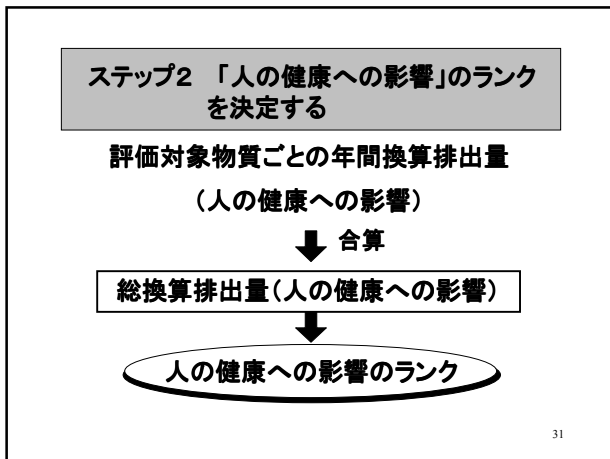 ステップ2 「人の健康への影響」のランク
を決定する
評価対象物質ごとの年間換算排出量
（人の健康への影響）
合算
総換算排出量（人の健康への影響）
人の健康への影響のランク
31